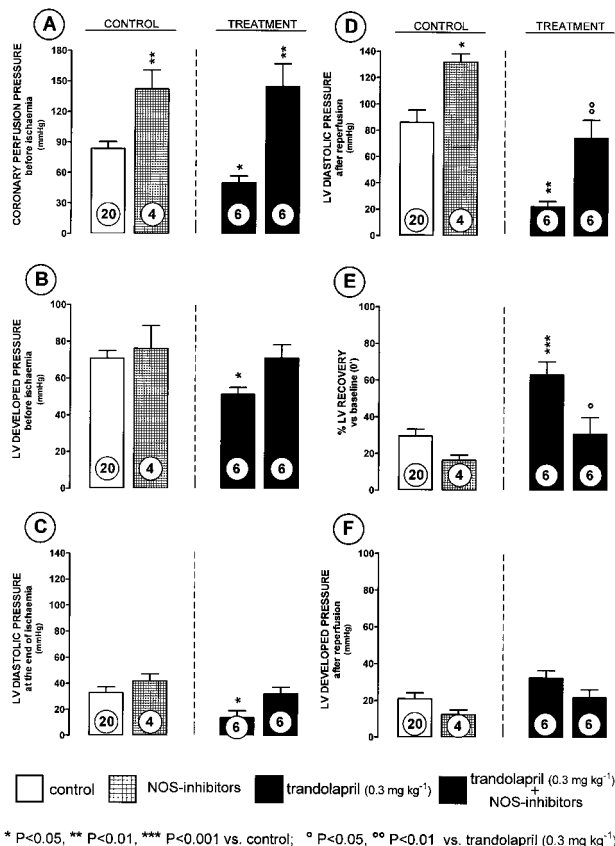 A
CONTROL
TREATMENT
CORONARY PERFUSION PRESSURE
before ischaemia
(mmHg)
180
150
120
90
60
30
0
**
*
**
20
4
6
6
B
LV DEVELOPED PRESSURE
before ischaemia
(mmHg)
100
80
60
40
20
0
*
20
4
6
6
C
LV DIASTOLIC PRESSURE
at the end of ischaemia
(mmHg)
140
120
100
80
60
40
20
0
*
20
4
6
6
D
CONTROL
TREATMENT
LV DIASTOLIC PRESSURE
after reperfusion
(mmHg)
140
120
100
80
60
40
20
0
*
**
°°
20
4
6
6
E
% LV RECOVERY
vs baseline (0')
100
80
60
40
20
0
***
°
20
4
6
6
F
LV DEVELOPED PRESSURE
after reperfusion
(mmHg)
100
80
60
40
20
0
20
4
6
6
control
NOS-inhibitors
trandolapril (0.3 mg kg⁻¹)
trandolapril (0.3 mg kg⁻¹)
+
NOS-inhibitors
* P<0.05, ** P<0.01, *** P<0.001 vs. control; ° P<0.05, °° P<0.01 vs. trandolapril (0.3 mg kg⁻¹)